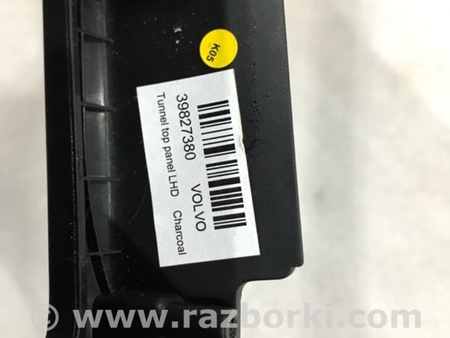 K05
39827380 VOLVO
Tunnel top panel LHD Charcoal
© www.razborki.com